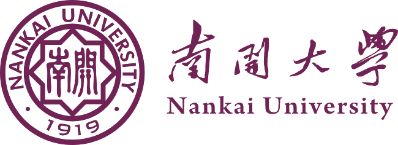 NANKAI UNIVERSITY
南開
· 1919 ·
南開大學
Nankai University